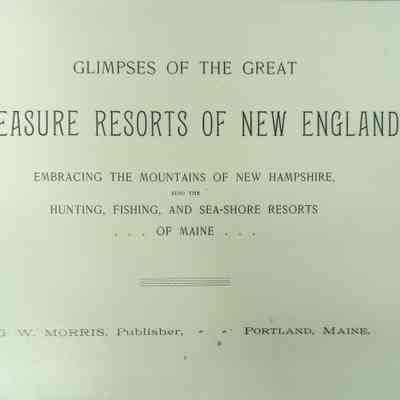 GLIMPSES OF THE GREAT
EASURE RESORTS OF NEW ENGLAND
EMBRACING THE MOUNTAINS OF NEW HAMPSHIRE,
ALSO THE
HUNTING, FISHING, AND SEA-SHORE RESORTS
. . . OF MAINE . . .
G W. MORRIS, Publisher, - - PORTLAND, MAINE.